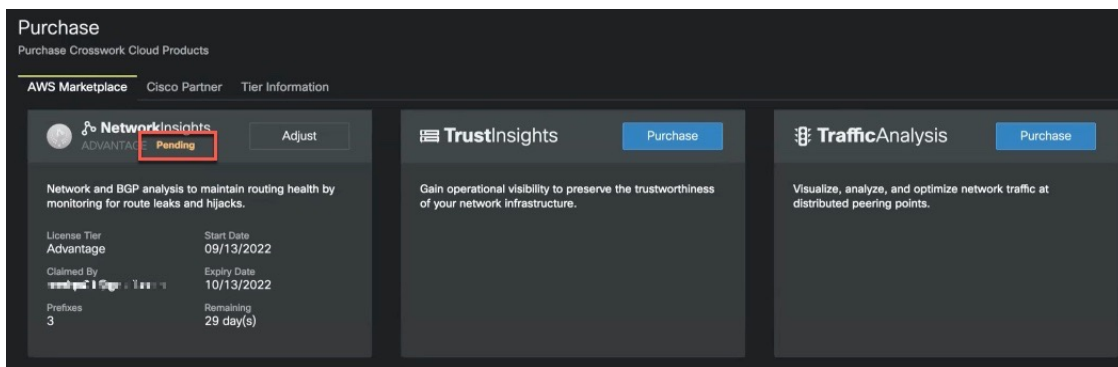 Purchase
Purchase Crosswork Cloud Products
AWS Marketplace Cisco Partner Tier Information
NetworkInsights
ADVANTAGE Pending
Adjust
Network and BGP analysis to maintain routing health by
monitoring for route leaks and hijacks.
License Tier Start Date
Advantage 09/13/2022
Claimed By Expiry Date
10/13/2022
Prefixes Remaining
3 29 day(s)
TrustInsights Purchase
Gain operational visibility to preserve the trustworthiness
of your network infrastructure.
TrafficAnalysis Purchase
Visualize, analyze, and optimize network traffic at
distributed peering points.